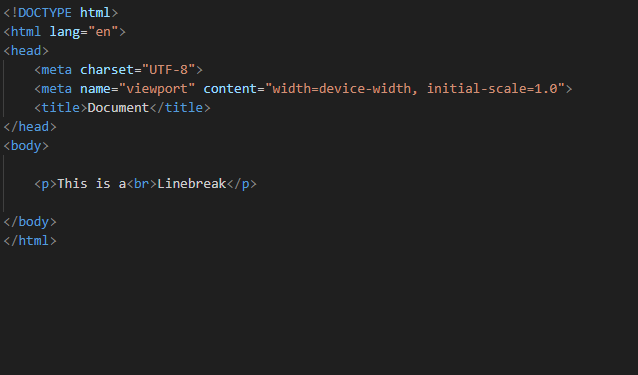 <!DOCTYPE html>
<html lang="en">
<head>
    <meta charset="UTF-8">
    <meta name="viewport" content="width=device-width, initial-scale=1.0">
    <title>Document</title>
</head>
<body>
    <p>This is a<br>Linebreak</p>
</body>
</html>